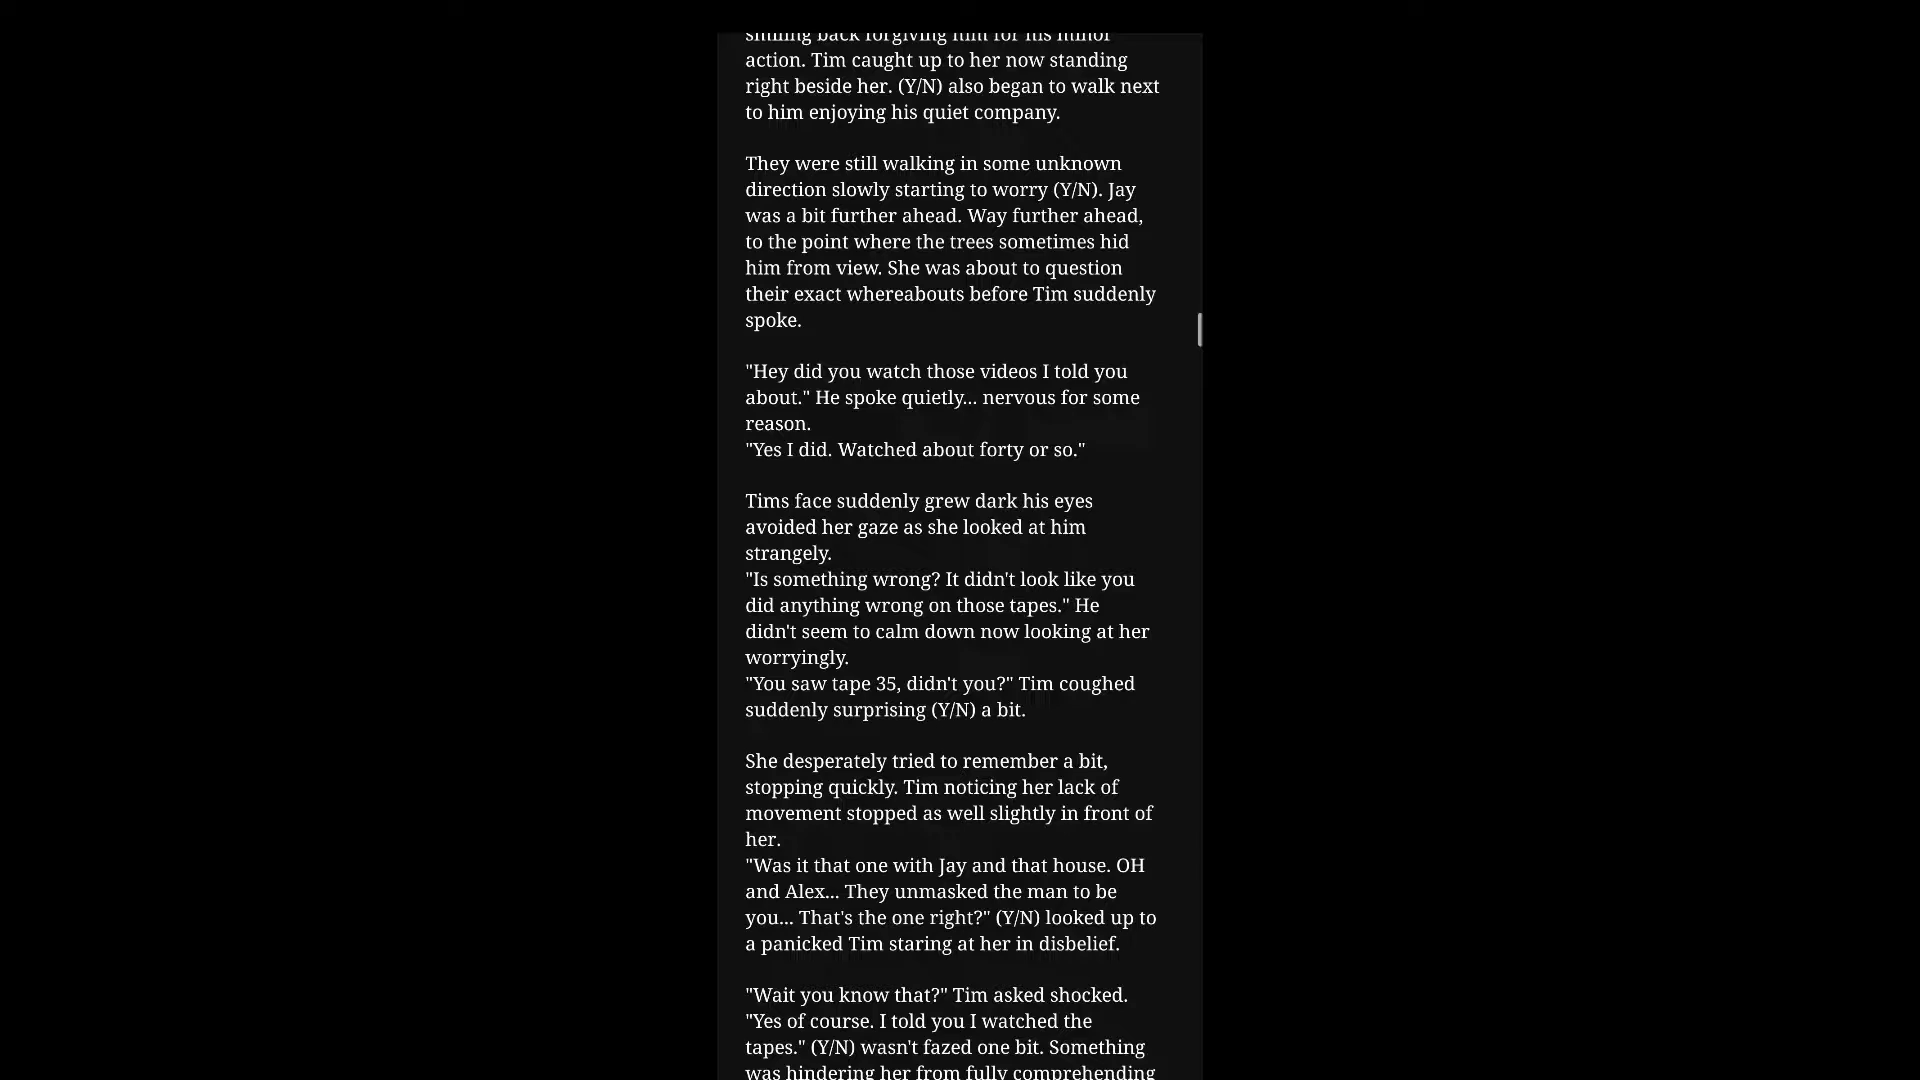 smiling back forgiving him for his minor
action. Tim caught up to her now standing
right beside her. (Y/N) also began to walk next
to him enjoying his quiet company.
They were still walking in some unknown
direction slowly starting to worry (Y/N). Jay
was a bit further ahead. Way further ahead,
to the point where the trees sometimes hid
him from view. She was about to question
their exact whereabouts before Tim suddenly
spoke.
"Hey did you watch those videos I told you
about." He spoke quietly... nervous for some
reason.
"Yes I did. Watched about forty or so."
Tims face suddenly grew dark his eyes
avoided her gaze as she looked at him
strangely.
"Is something wrong? It didn't look like you
did anything wrong on those tapes." He
didn't seem to calm down now looking at her
worryingly.
"You saw tape 35, didn't you?" Tim coughed
suddenly surprising (Y/N) a bit.
She desperately tried to remember a bit,
stopping quickly. Tim noticing her lack of
movement stopped as well slightly in front of
her.
"Was it that one with Jay and that house. OH
and Alex... They unmasked the man to be
you... That's the one right?" (Y/N) looked up to
a panicked Tim staring at her in disbelief.
"Wait you know that?" Tim asked shocked.
"Yes of course. I told you I watched the
tapes." (Y/N) wasn't fazed one bit. Something
was hindering her from fully comprehending